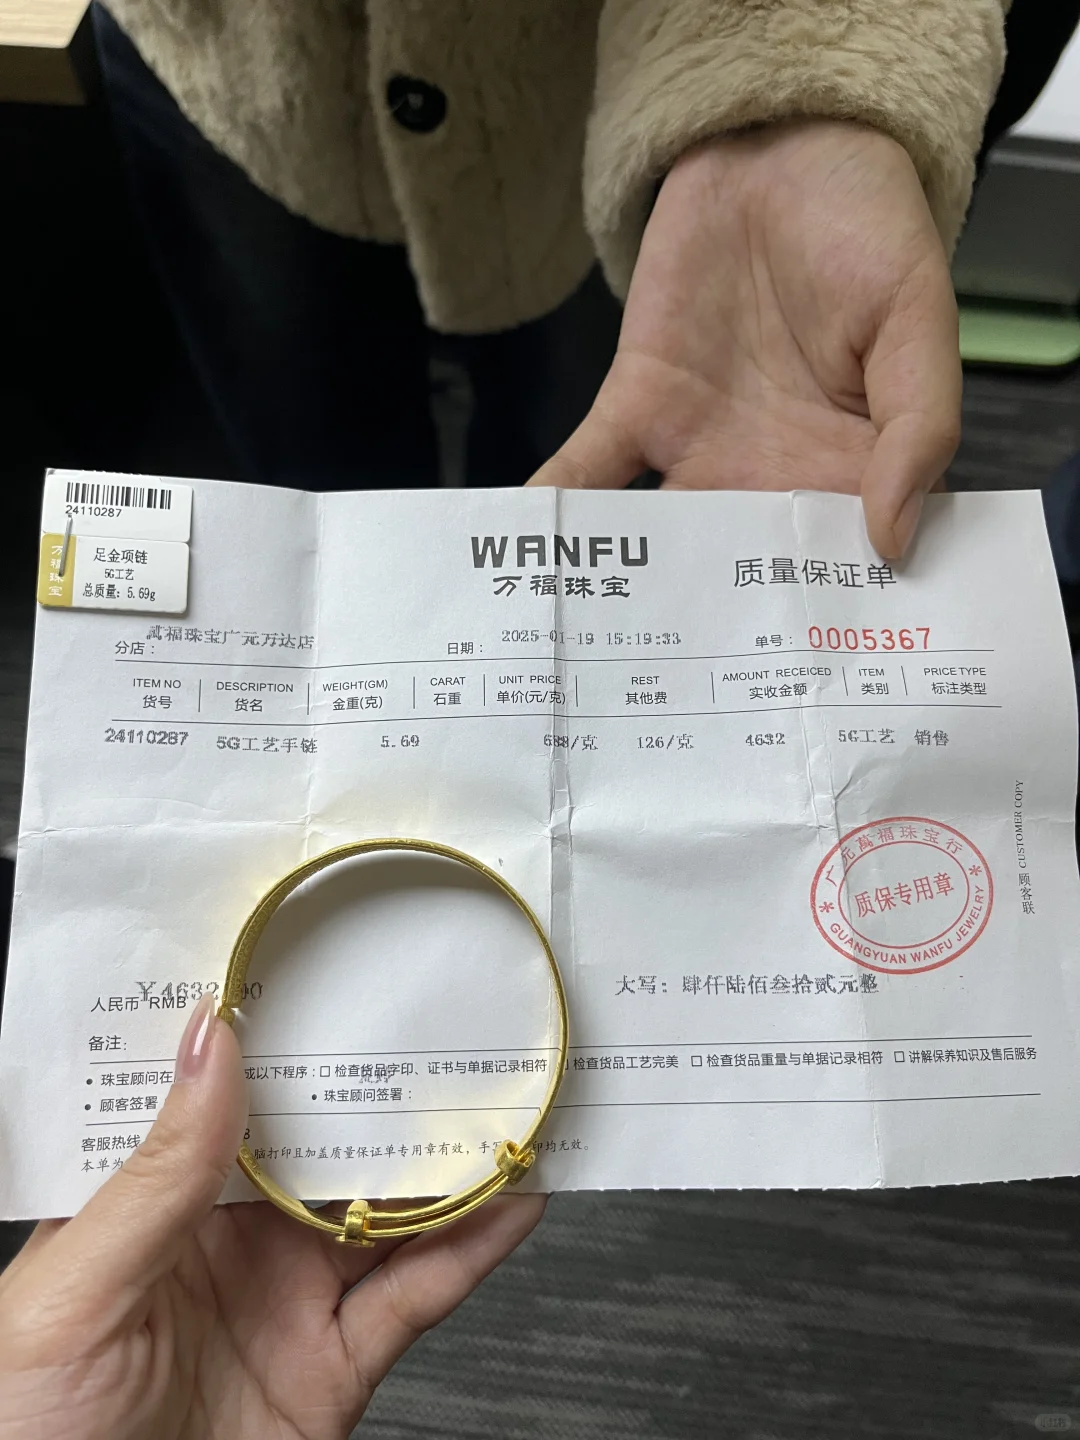 24110287
万福珠宝
足金项链
5G工艺
总质量: 5.69g
WANFU
万福珠宝
质量保证单
分店： 萬福珠宝广元万达店
日期： 2025-01-19 15:19:33
单号： 0005367
ITEM NO DESCRIPTION WEIGHT(GM) CARAT UNIT PRICE REST AMOUNT RECEICED ITEM PRICE TYPE
货号 货名 金重(克) 石重 单价(元/克) 其他费 实收金额 类别 标注类型
24110287 5G工艺手链 5.69 688/克 126/克 4632 5G工艺 销售
顾客联 CUSTOMER COPY
广元萬福珠宝行
质保专用章
GUANGYUAN WANFU JEWELRY
人民币 RMB ¥4632.00
大写: 肆仟陆佰叁拾贰元整
备注:
• 珠宝顾问在 成以下程序 : 检查货品字印、证书与单据记录相符 检查货品工艺完美 检查货品重量与单据记录相符 讲解保养知识及售后服务
• 顾客签署 • 珠宝顾问签署 :
客服热线
本单为 脑打印且加盖质量保证单专用章有效，手写 印均无效。